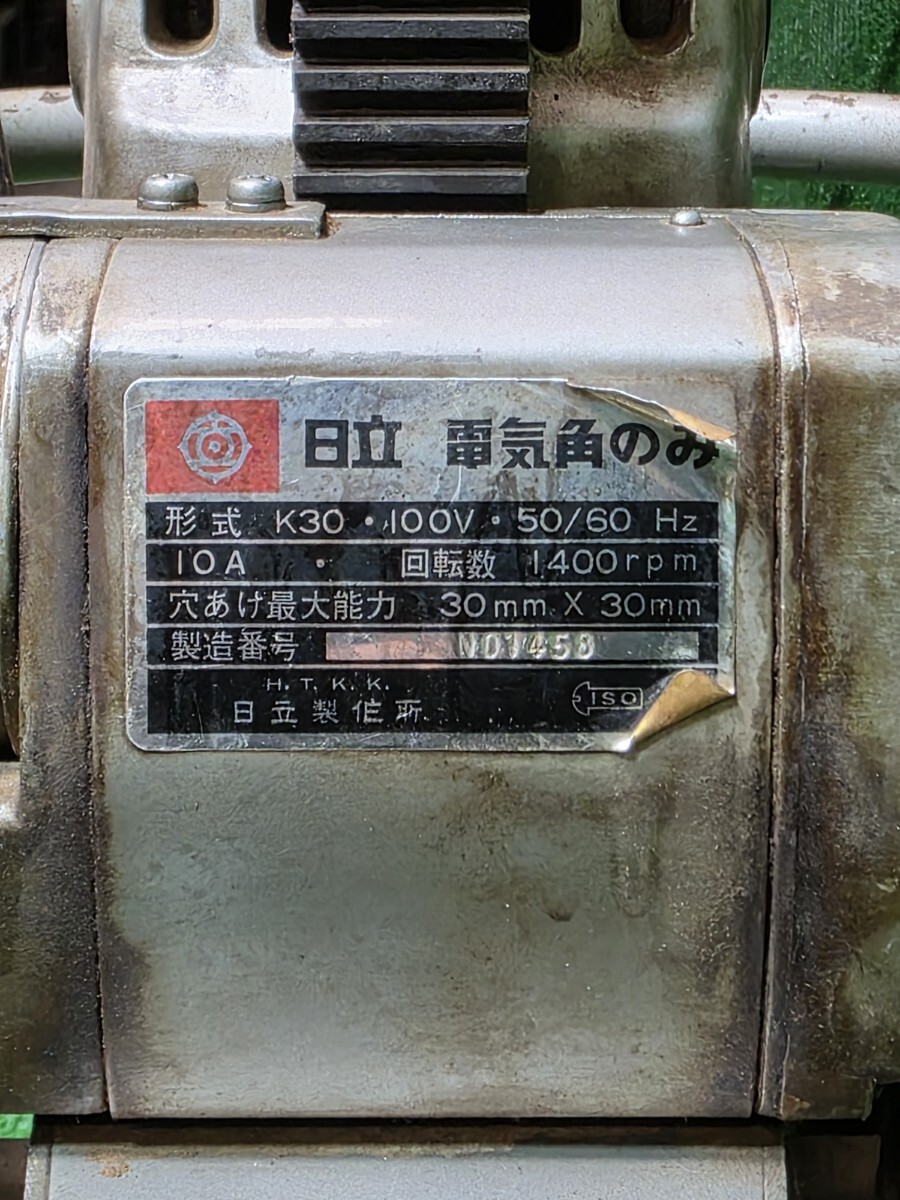 日立 電気角のみ
形式 K30・100V・50/60 Hz
10A ・ 回転数 1400rpm
穴あけ最大能力 30mm X 30mm
製造番号 NO1458
H.T.K.K.
日立製作所
ISO